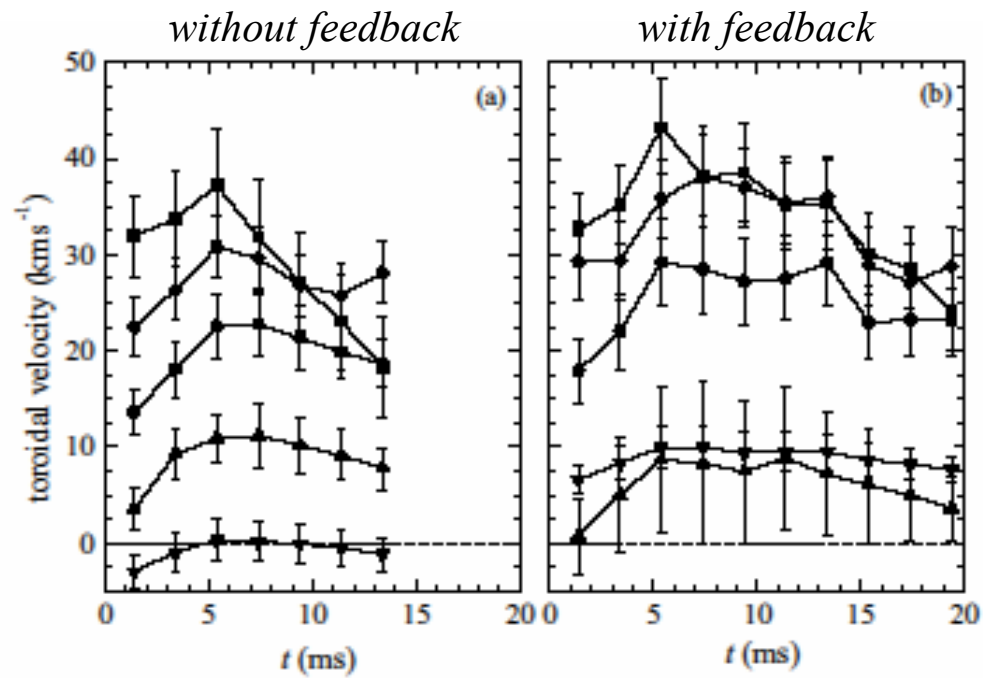 without feedback
with feedback
50
40
30
20
10
0
toroidal velocity (kms⁻¹)
(a)
(b)
0 5 10 15 20
0 5 10 15 20
t (ms)
t (ms)